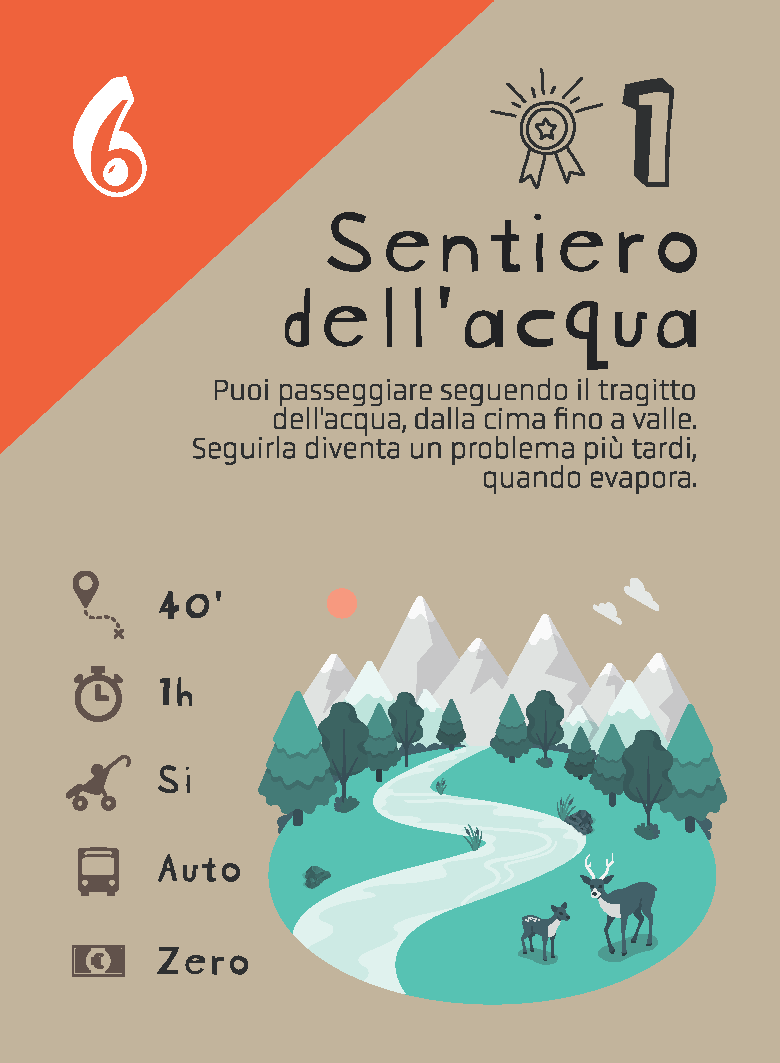 6
1
Sentiero
dell'acqua
Puoi passeggiare seguendo il tragitto
dell'acqua, dalla cima fino a valle.
Seguirla diventa un problema più tardi,
quando evapora.
40'
1h
Si
Auto
€
Zero